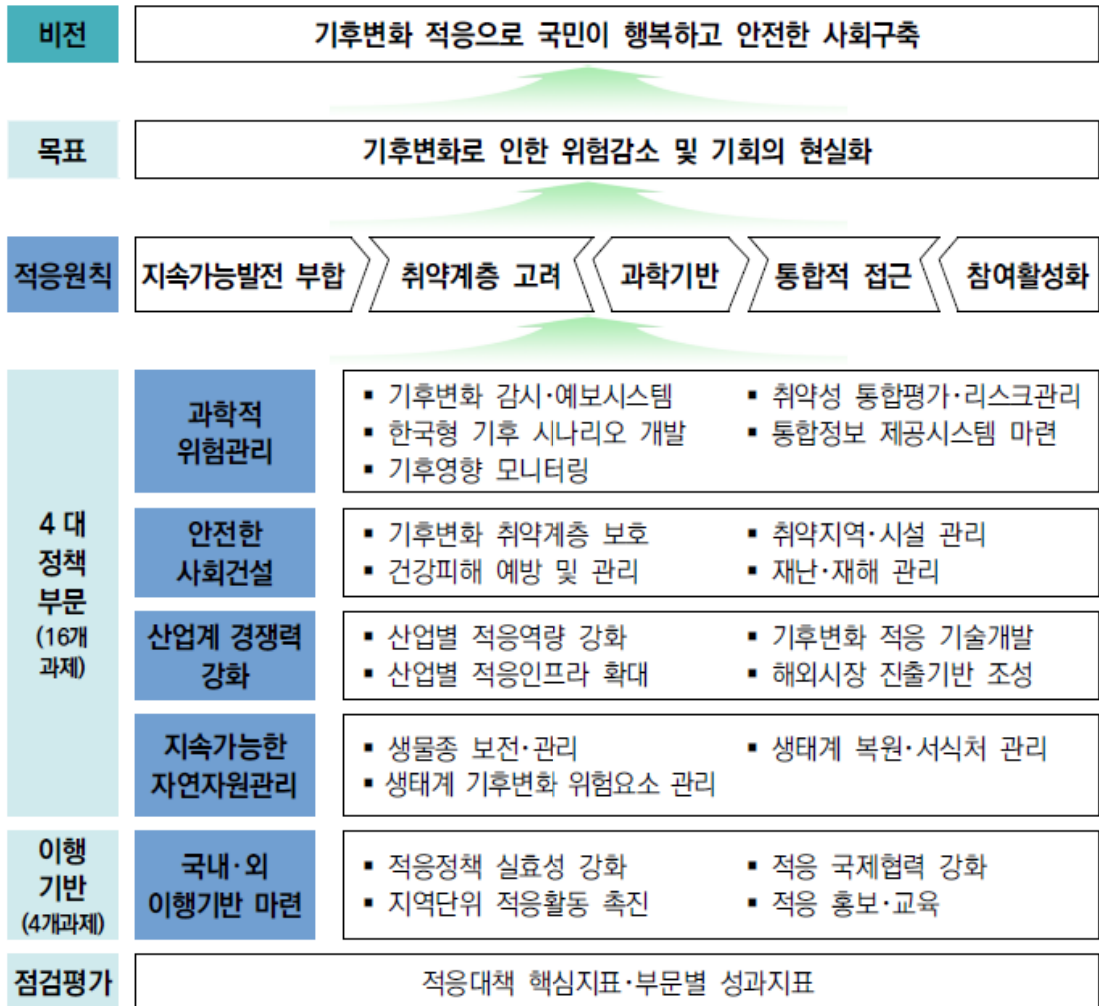 비전
기후변화 적응으로 국민이 행복하고 안전한 사회구축
목표
기후변화로 인한 위험감소 및 기회의 현실화
적응원칙
지속가능발전 부합
취약계층 고려
과학기반
통합적 접근
참여활성화
4 대
정책
부문
(16개
과제)
과학적
위험관리
▪ 기후변화 감시·예보시스템
▪ 한국형 기후 시나리오 개발
▪ 기후영향 모니터링
▪ 취약성 통합평가·리스크관리
▪ 통합정보 제공시스템 마련
안전한
사회건설
▪ 기후변화 취약계층 보호
▪ 건강피해 예방 및 관리
▪ 취약지역·시설 관리
▪ 재난·재해 관리
산업계 경쟁력
강화
▪ 산업별 적응역량 강화
▪ 산업별 적응인프라 확대
▪ 기후변화 적응 기술개발
▪ 해외시장 진출기반 조성
지속가능한
자연자원관리
▪ 생물종 보전·관리
▪ 생태계 기후변화 위험요소 관리
▪ 생태계 복원·서식처 관리
이행
기반
(4개과제)
국내·외
이행기반 마련
▪ 적응정책 실효성 강화
▪ 지역단위 적응활동 촉진
▪ 적응 국제협력 강화
▪ 적응 홍보·교육
점검평가
적응대책 핵심지표·부문별 성과지표